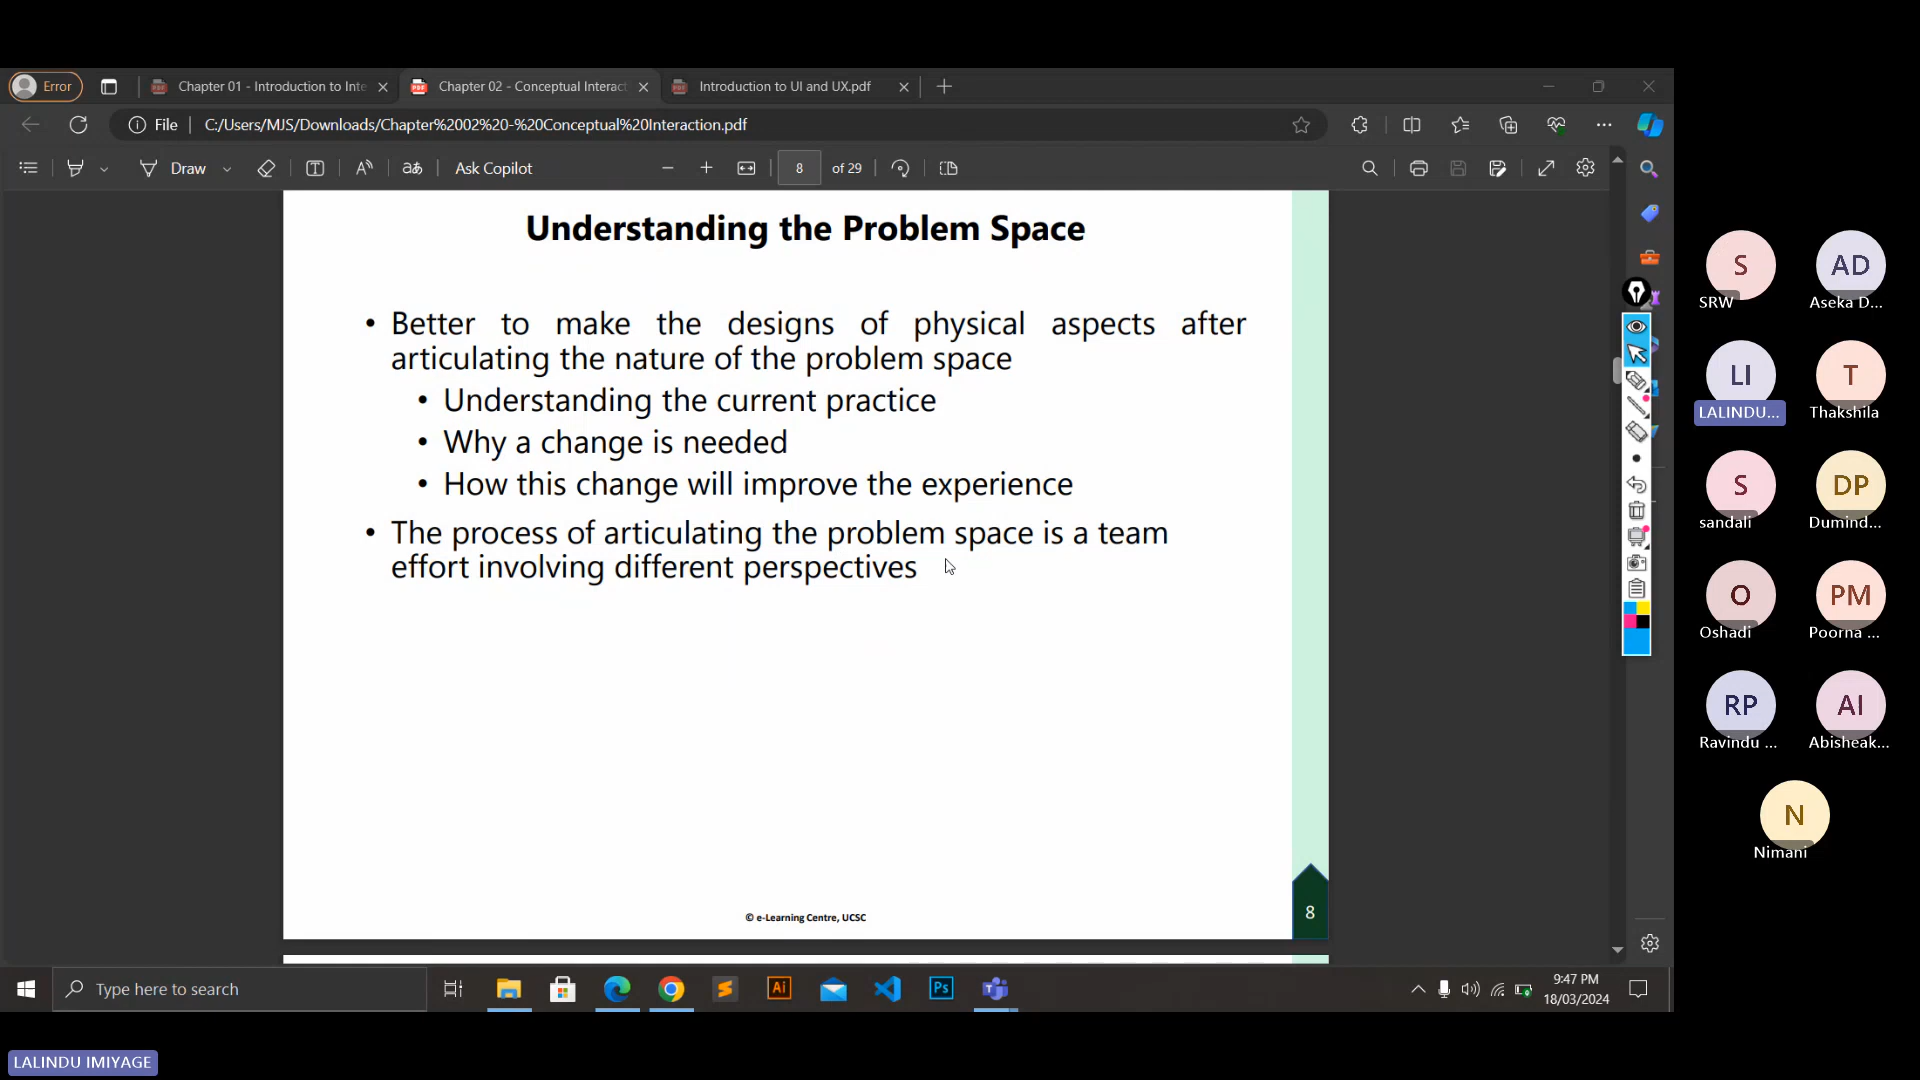 Error
Chapter 01 - Introduction to Inte
Chapter 02 - Conceptual Interact
Introduction to UI and UX.pdf
File
C:/Users/MJS/Downloads/Chapter%2002%20-%20Conceptual%20Interaction.pdf
Draw
aあ
Ask Copilot
8
of 29
Understanding the Problem Space
• Better to make the designs of physical aspects after
articulating the nature of the problem space
• Understanding the current practice
• Why a change is needed
• How this change will improve the experience
• The process of articulating the problem space is a team
effort involving different perspectives
© e-Learning Centre, UCSC
8
S
SRW
AD
Aseka D...
LI
LALINDU...
T
Thakshila
S
sandali
DP
Dumind...
O
Oshadi
PM
Poorna ...
RP
Ravindu ...
AI
Abisheak...
N
Nimani
Type here to search
Ai
Ps
9:47 PM
18/03/2024
LALINDU IMIYAGE